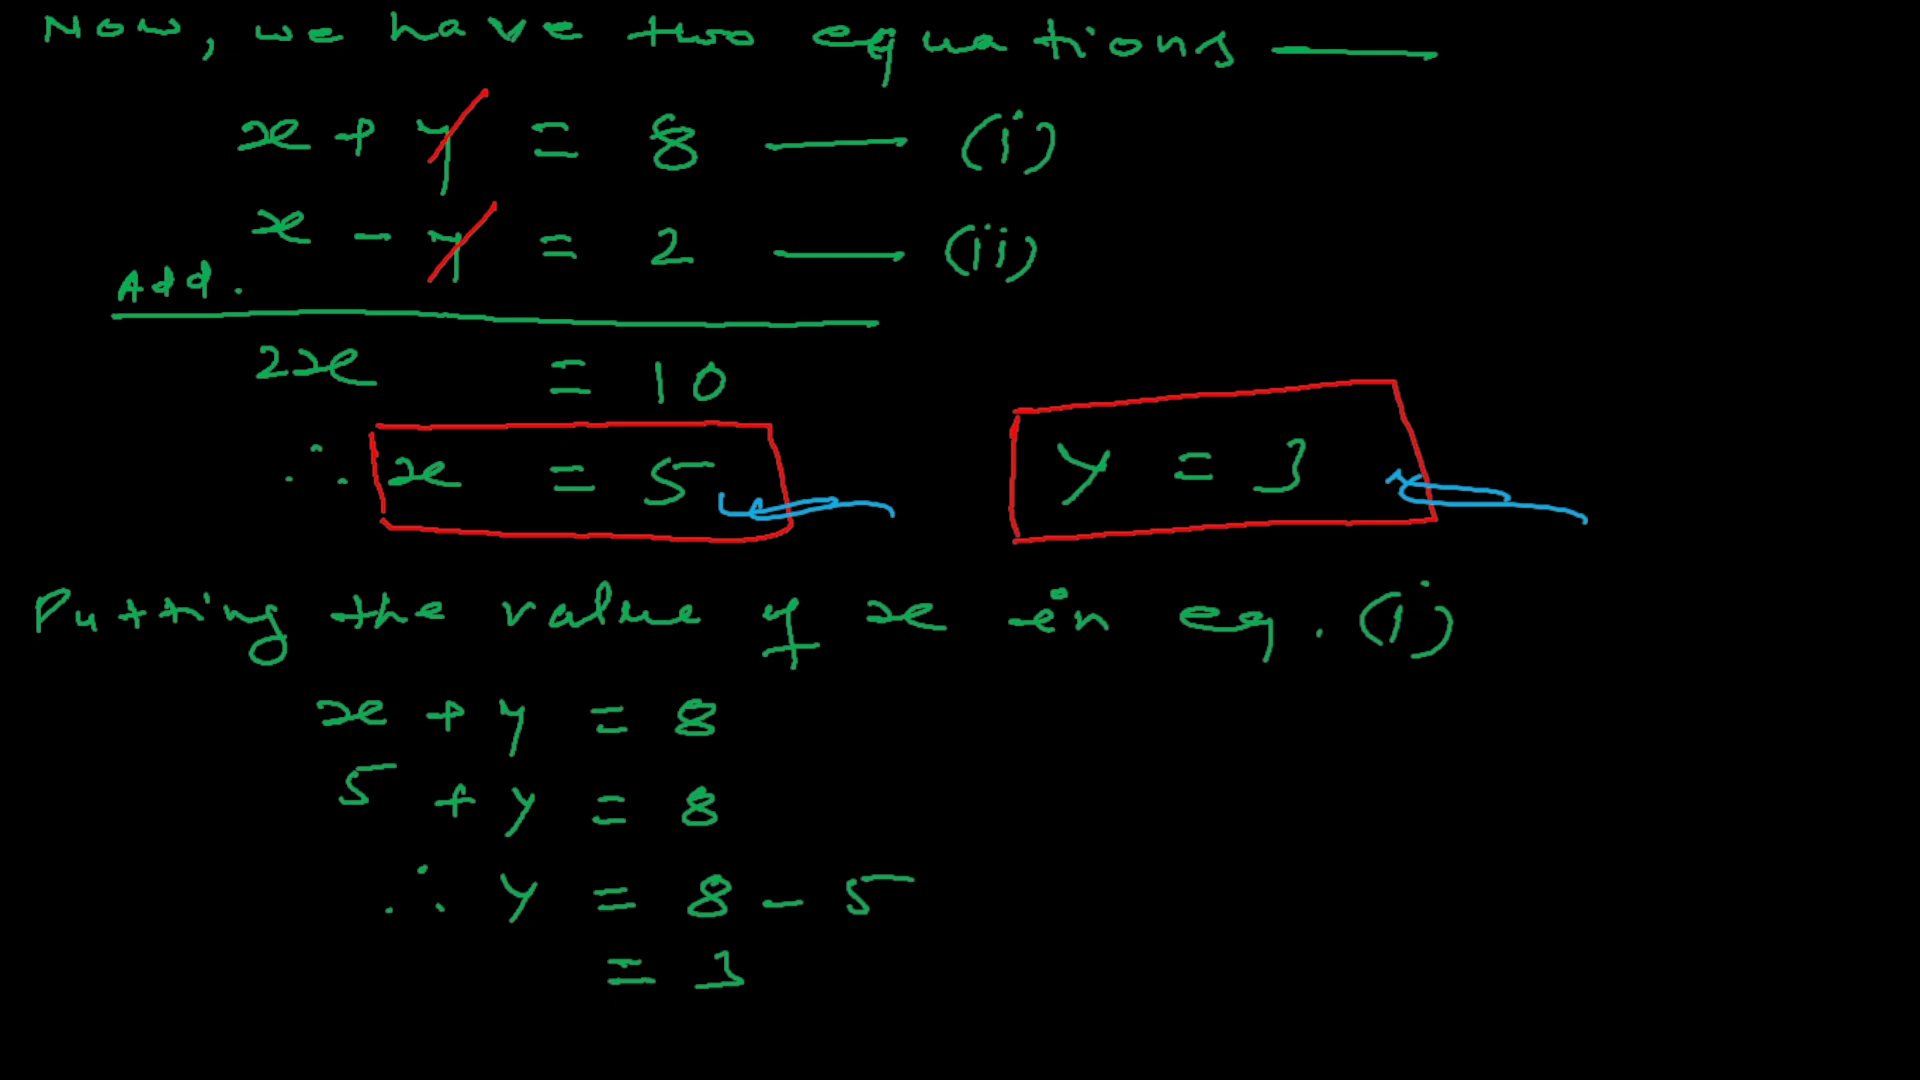 Now, we have two equations —
x + y = 8 — (i)
x - y = 2 — (ii)
Add.
2x = 10
∴ x = 5
y = 3
Putting the value of x in eq. (i)
x + y = 8
5 + y = 8
∴ y = 8 - 5
= 3